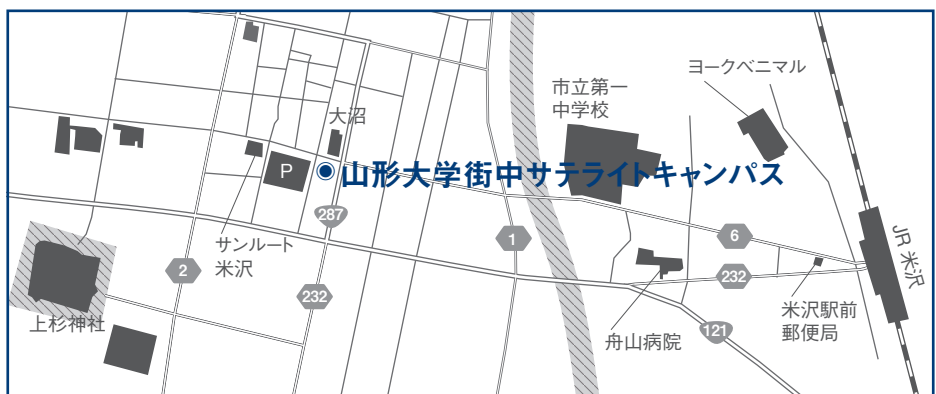 ヨークベニマル
市立第一
中学校
大沼
P
山形大学街中サテライトキャンパス
287
サンルート
米沢
2
232
1
6
232
JR 米沢
上杉神社
舟山病院
121
米沢駅前
郵便局